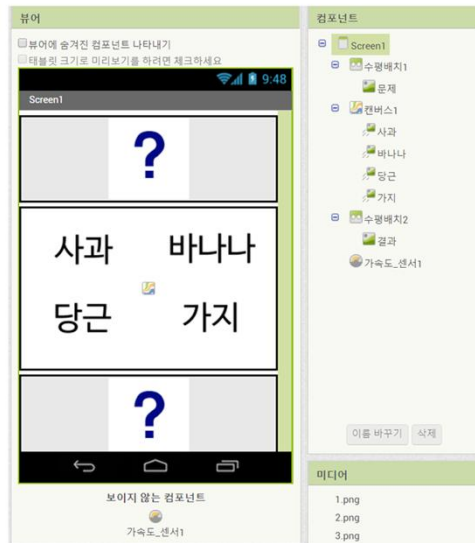 뷰어
뷰어에 숨겨진 컴포넌트 나타내기
태블릿 크기로 미리보기를 하려면 체크하세요
9:48
Screen1
?
사과 바나나
당근 가지
?
보이지 않는 컴포넌트
가속도_센서1
컴포넌트
Screen1
수평배치1
문제
캔버스1
사과
바나나
당근
가지
수평배치2
결과
가속도_센서1
이름 바꾸기 삭제
미디어
1.png
2.png
3.png